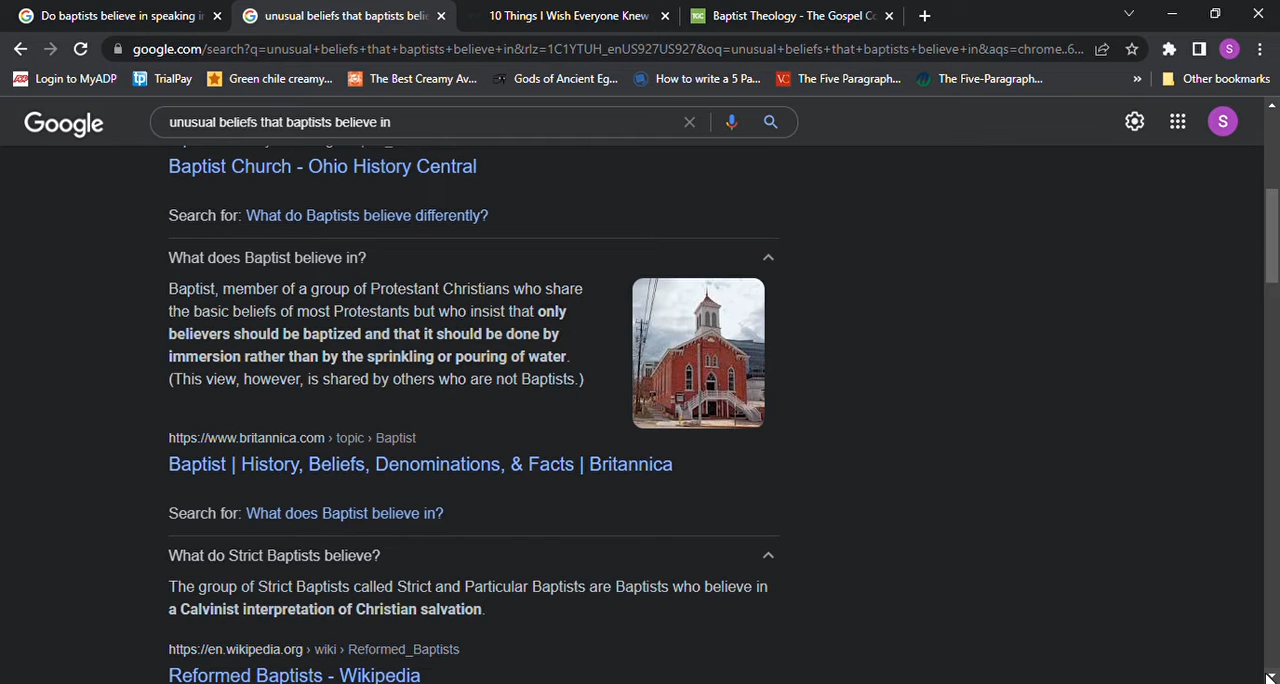 Do baptists believe in speaking i
unusual beliefs that baptists beli
10 Things I Wish Everyone Knew
Baptist Theology - The Gospel C
google.com/search?q=unusual+beliefs+that+baptists+believe+in&rlz=1C1YTUH_enUS927US927&oq=unusual+beliefs+that+baptists+believe+in&aqs=chrome..6...
S
Login to MyADP
TrialPay
Green chile creamy...
The Best Creamy Av...
Gods of Ancient Eg...
How to write a 5 Pa...
The Five Paragraph...
The Five-Paragraph...
»
Other bookmarks
Google
unusual beliefs that baptists believe in
S
Baptist Church - Ohio History Central
Search for: What do Baptists believe differently?
What does Baptist believe in?
Baptist, member of a group of Protestant Christians who share
the basic beliefs of most Protestants but who insist that only
believers should be baptized and that it should be done by
immersion rather than by the sprinkling or pouring of water.
(This view, however, is shared by others who are not Baptists.)
https://www.britannica.com › topic › Baptist
Baptist | History, Beliefs, Denominations, & Facts | Britannica
Search for: What does Baptist believe in?
What do Strict Baptists believe?
The group of Strict Baptists called Strict and Particular Baptists are Baptists who believe in
a Calvinist interpretation of Christian salvation.
https://en.wikipedia.org › wiki › Reformed_Baptists
Reformed Baptists - Wikipedia